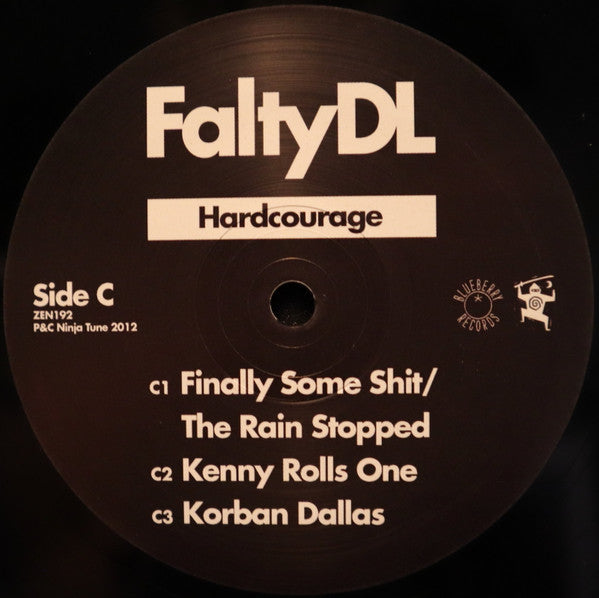 FaltyDL
Hardcourage
Side C
ZEN192
P&C Ninja Tune 2012
BLUEBERRY
RECORDS
C1 Finally Some Shit/
The Rain Stopped
C2 Kenny Rolls One
C3 Korban Dallas